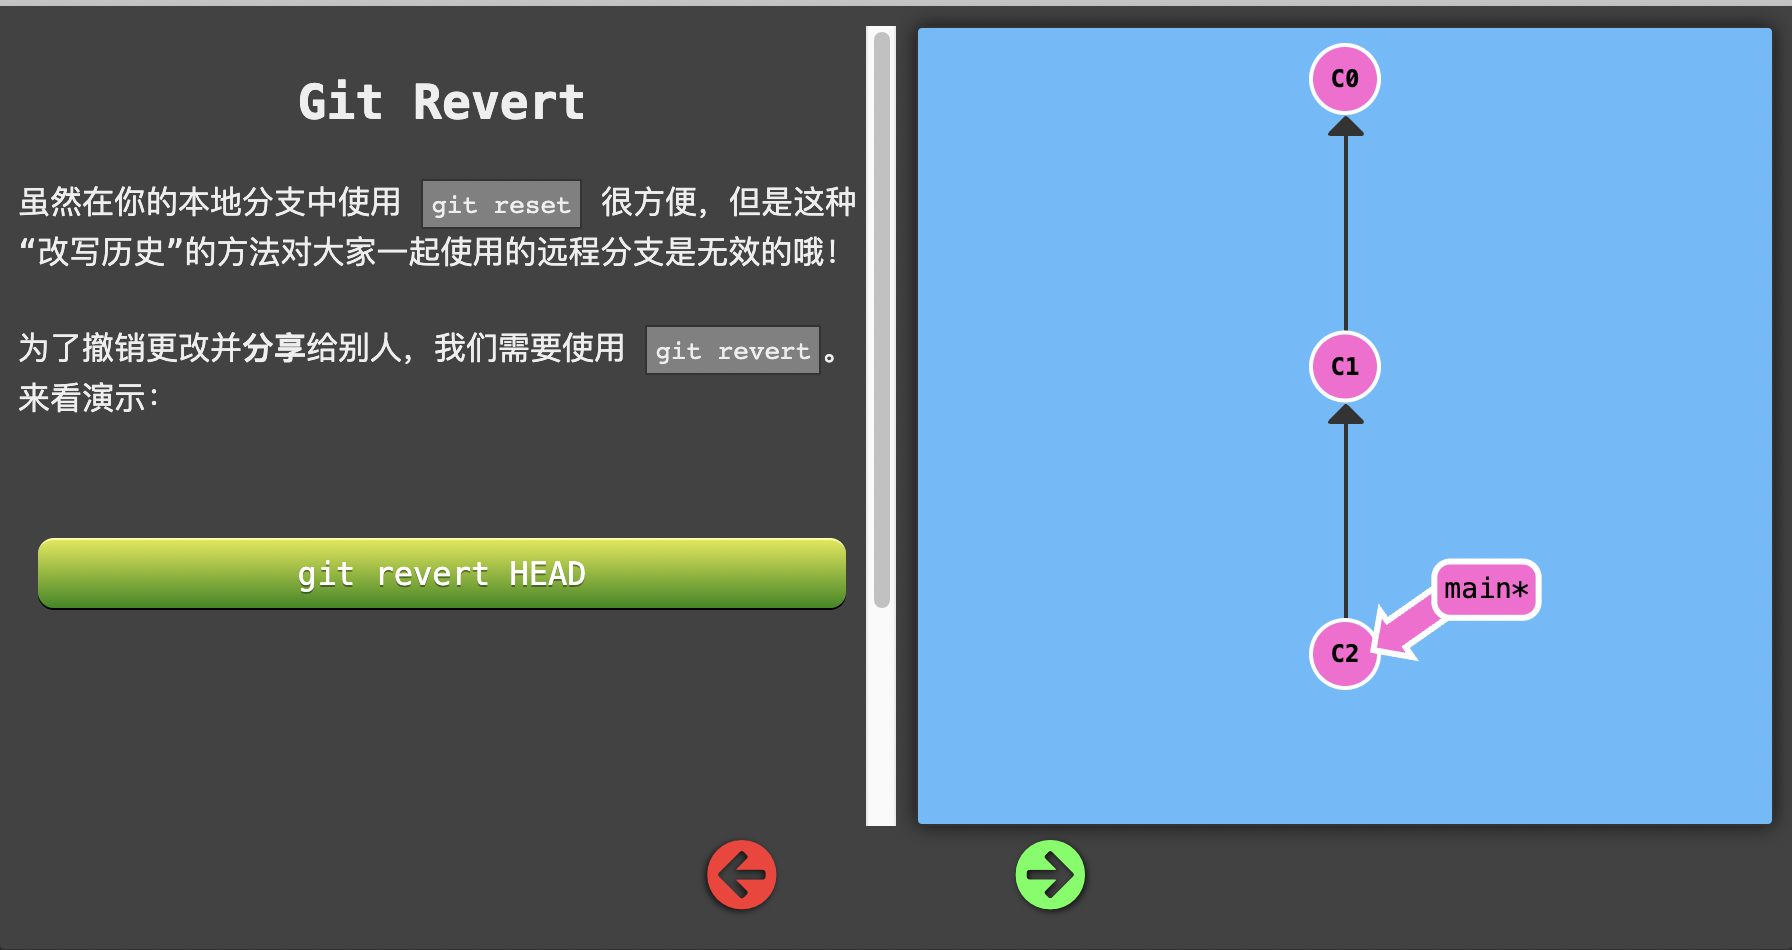 Git Revert
虽然在你的本地分支中使用 git reset 很方便，但是这种
“改写历史”的方法对大家一起使用的远程分支是无效的哦！
为了撤销更改并分享给别人，我们需要使用 git revert。
来看演示：
git revert HEAD
C0
C1
main*
C2